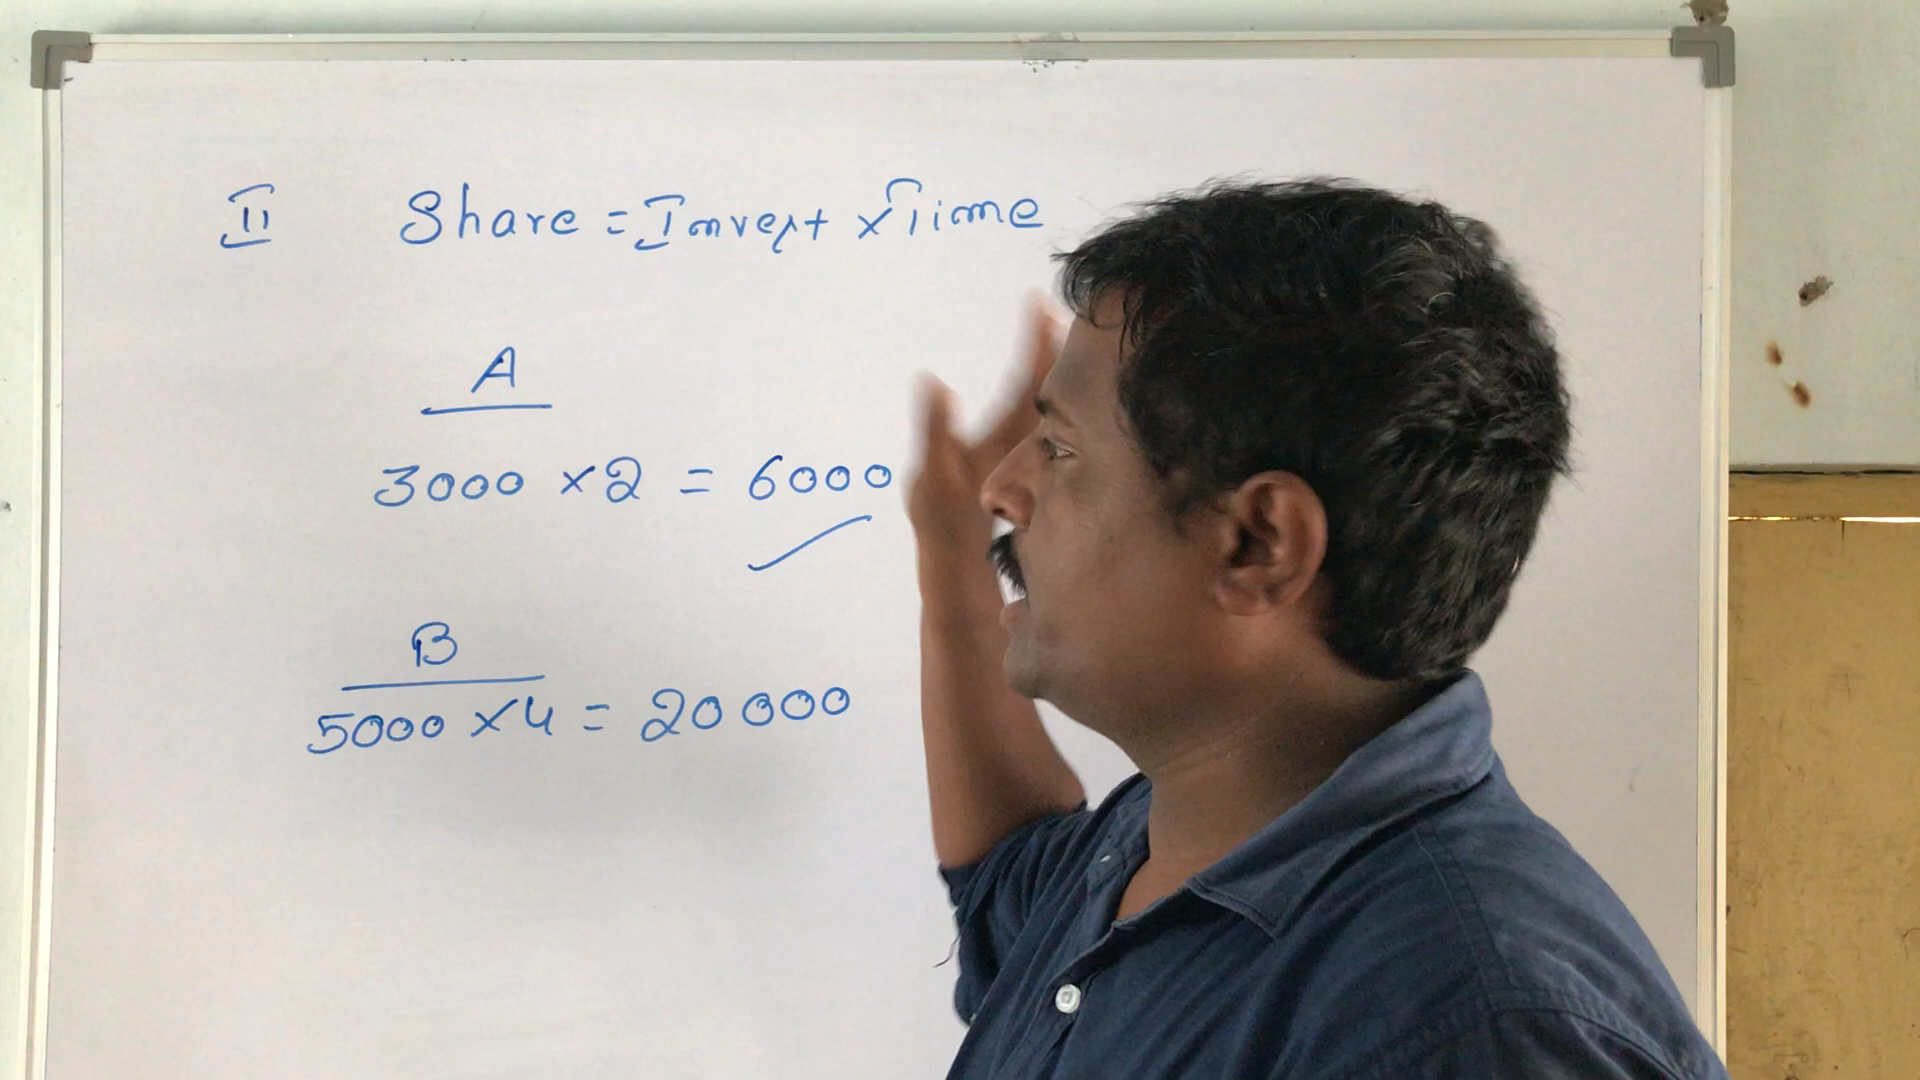 II Share = Invest x Time
A
3000 x 2 = 6000
B
5000 x 4 = 20000